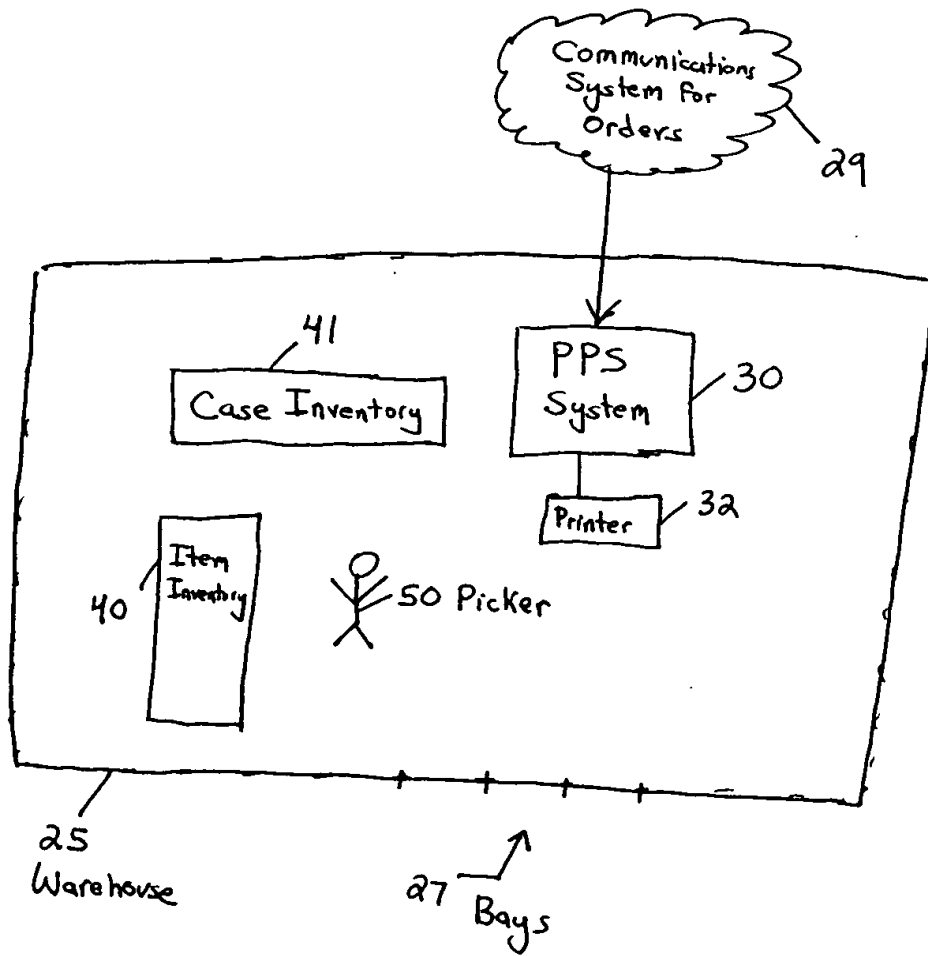 Communications
System for
Orders
29
41
Case Inventory
PPS
System
30
Printer
32
Item
Inventory
40
50 Picker
25
Warehouse
27
Bays